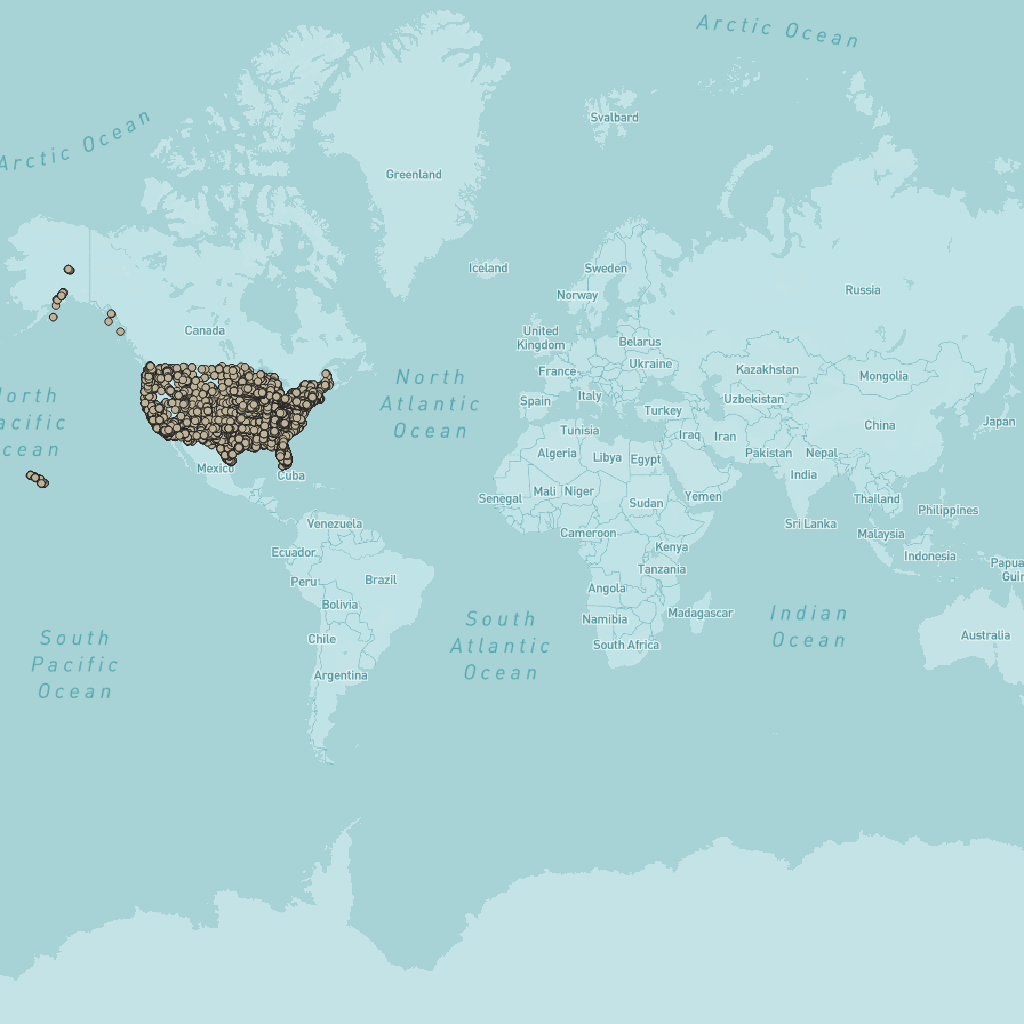 Arctic Ocean
Arctic Ocean
Svalbard
Greenland
Iceland
Sweden
Norway
Russia
Canada
United
Kingdom
Belarus
Ukraine
France
Kazakhstan
Mongolia
North
Atlantic
Ocean
Spain
Italy
Uzbekistan
Turkey
China
Japan
Tunisia
Iraq
Iran
Algeria
Libya
Egypt
Pakistan
Nepal
India
Mexico
Cuba
Mali
Niger
Senegal
Sudan
Yemen
Thailand
Philippines
Sri Lanka
Venezuela
Cameroon
Malaysia
Ecuador
Kenya
Indonesia
Papua
Guin
Peru
Brazil
Tanzania
Angola
Bolivia
Namibia
Madagascar
South
Atlantic
Ocean
Indian
Ocean
South
Pacific
Ocean
Chile
South Africa
Australia
Argentina
orth
acific
cean